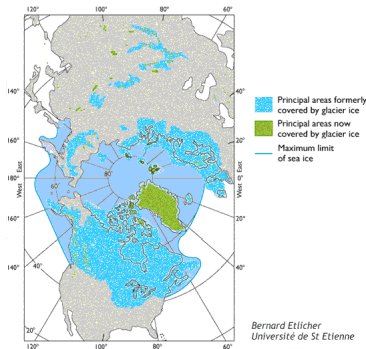 120° 100° 80° 60°
140° 40°
Principal areas formerly
covered by glacier ice
Principal areas now
covered by glacier ice
Maximum limit
of sea ice
160° 20°
80°
West East
180°
60°
West East
0°
160° 20°
140° 40° 40°
20°
120° 100° 80° 60°
Bernard Etlicher
Université de St Etienne